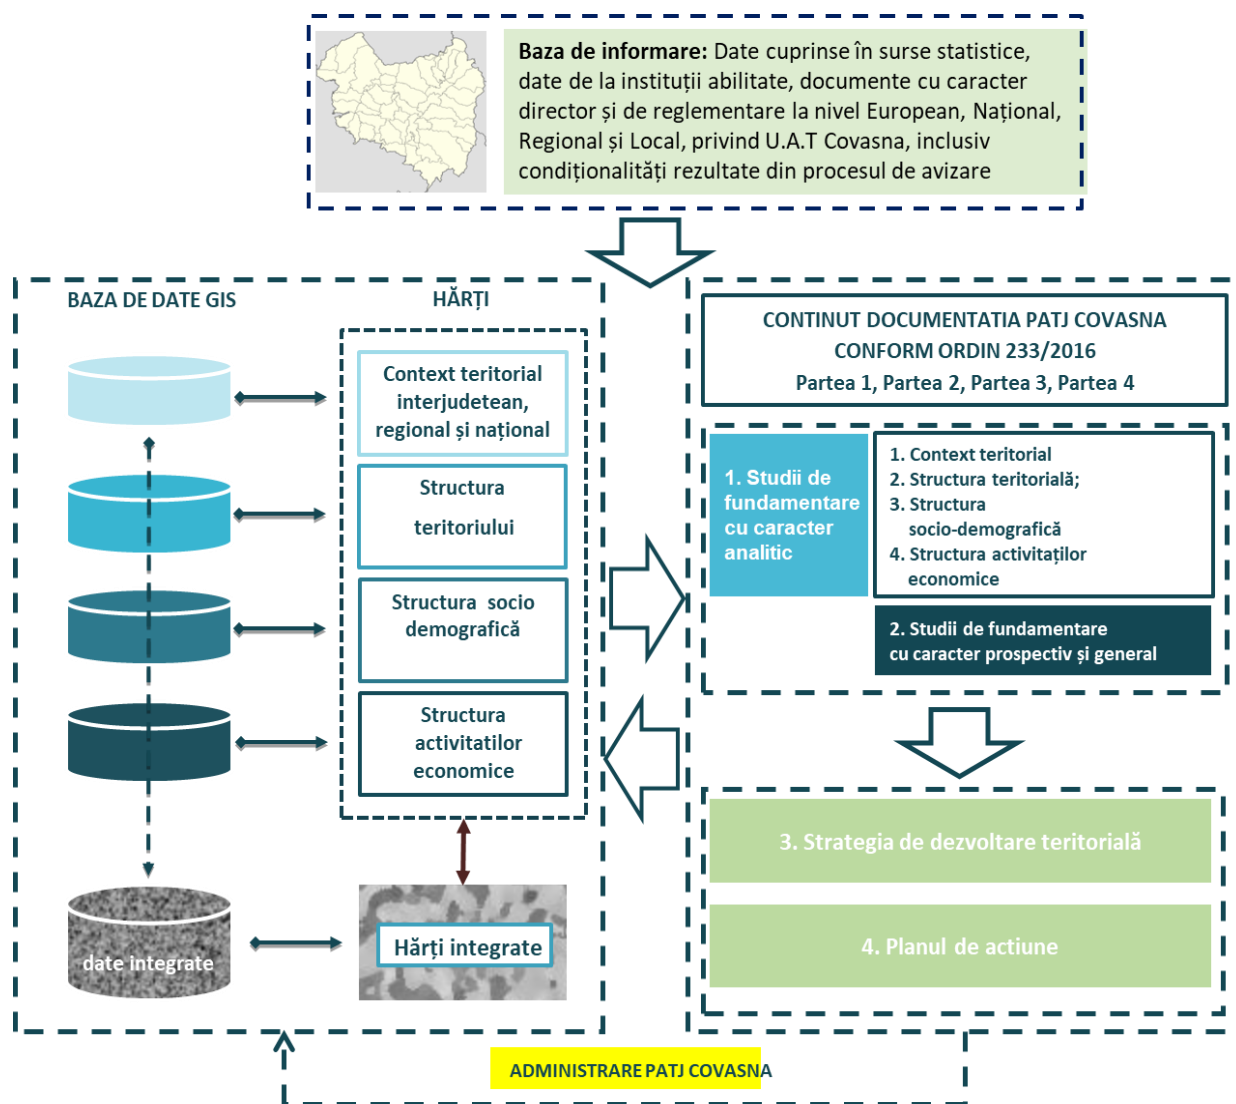 Baza de informare: Date cuprinse în surse statistice,
date de la instituții abilitate, documente cu caracter
director și de reglementare la nivel European, Național,
Regional și Local, privind U.A.T Covasna, inclusiv
condiționalități rezultate din procesul de avizare
BAZA DE DATE GIS
HĂRȚI
Context teritorial
interjudetean,
regional și național
Structura
teritoriului
Structura socio
demografică
Structura
activitatilor
economice
date integrate
Hărți integrate
CONTINUT DOCUMENTATIA PATJ COVASNA
CONFORM ORDIN 233/2016
Partea 1, Partea 2, Partea 3, Partea 4
1. Studii de
fundamentare
cu caracter
analitic
1. Context teritorial
2. Structura teritorială;
3. Structura
socio-demografică
4. Structura activitaților
economice
2. Studii de fundamentare
cu caracter prospectiv și general
3. Strategia de dezvoltare teritorială
4. Planul de actiune
ADMINISTRARE PATJ COVASNA